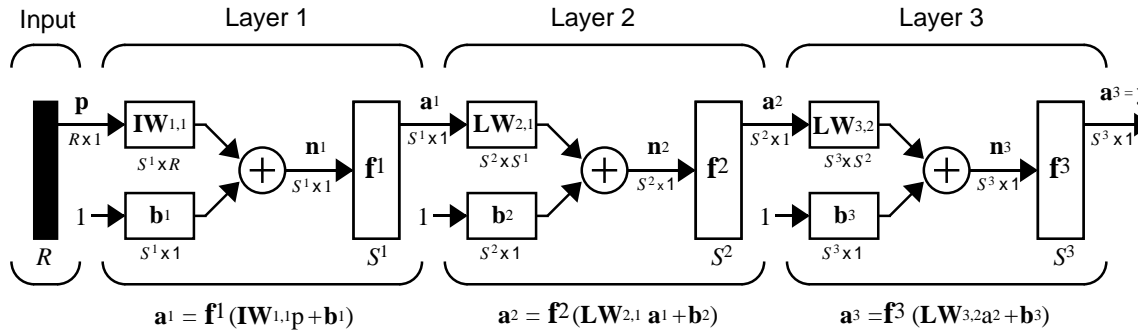 Input Layer 1 Layer 2 Layer 3
p a1 a2 a3 =
IW1,1 LW2,1 LW3,2
R x 1 S1 x 1 S2 x 1 S3 x 1
n1 n2 n3
S1 x R S2 x S1 S3 x S2
f1 f2 f3
S1 x 1 S2 x 1 S3 x 1
1 b1 1 b2 1 b3
R S1 x 1 S1 S2 x 1 S2 S3 x 1 S3
a1 = f1 (IW1,1p + b1) a2 = f2 (LW2,1 a1 + b2) a3 = f3 (LW3,2a2 + b3)